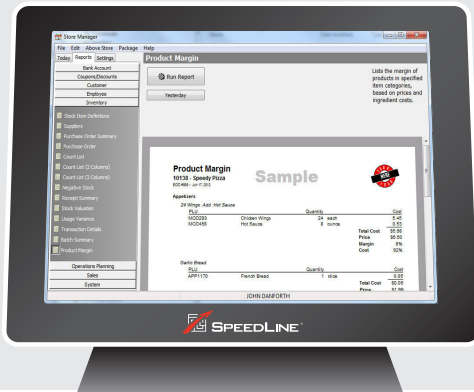 Store Manager
File Edit Above Store Package Help
Today Reports Settings
Product Margin
Bank Account
Coupons/Discounts
Customer
Employee
Inventory
Run Report
Yesterday
Lists the margin of
products in specified
item categories,
based on prices and
ingredient costs.
Stock Item Definitions
Suppliers
Purchase Order Summary
Purchase Order
Count List
Count List (2 Columns)
Count List (3 Columns)
Negative Stock
Receipt Summary
Stock Valuation
Usage Variance
Transaction Details
Batch Summary
Product Margin
Operations Planning
Sales
System
Product Margin
10138 - Speedy Pizza
Sample
Appetizers
24 Wings Add Hot Sauce
PLU Quantity Cost
MOD283 Chicken Wings 24 each 5.45
MOD458 Hot Sauce 8 ounce 0.53
Total Cost $5.98
Price $6.50
Margin 8%
Cost 92%
Garlic Bread
PLU Quantity Cost
APP1170 French Bread 1 slice 0.05
Total Cost $0.05
Price $1.99
JOHN DANFORTH
SPEEDLINE